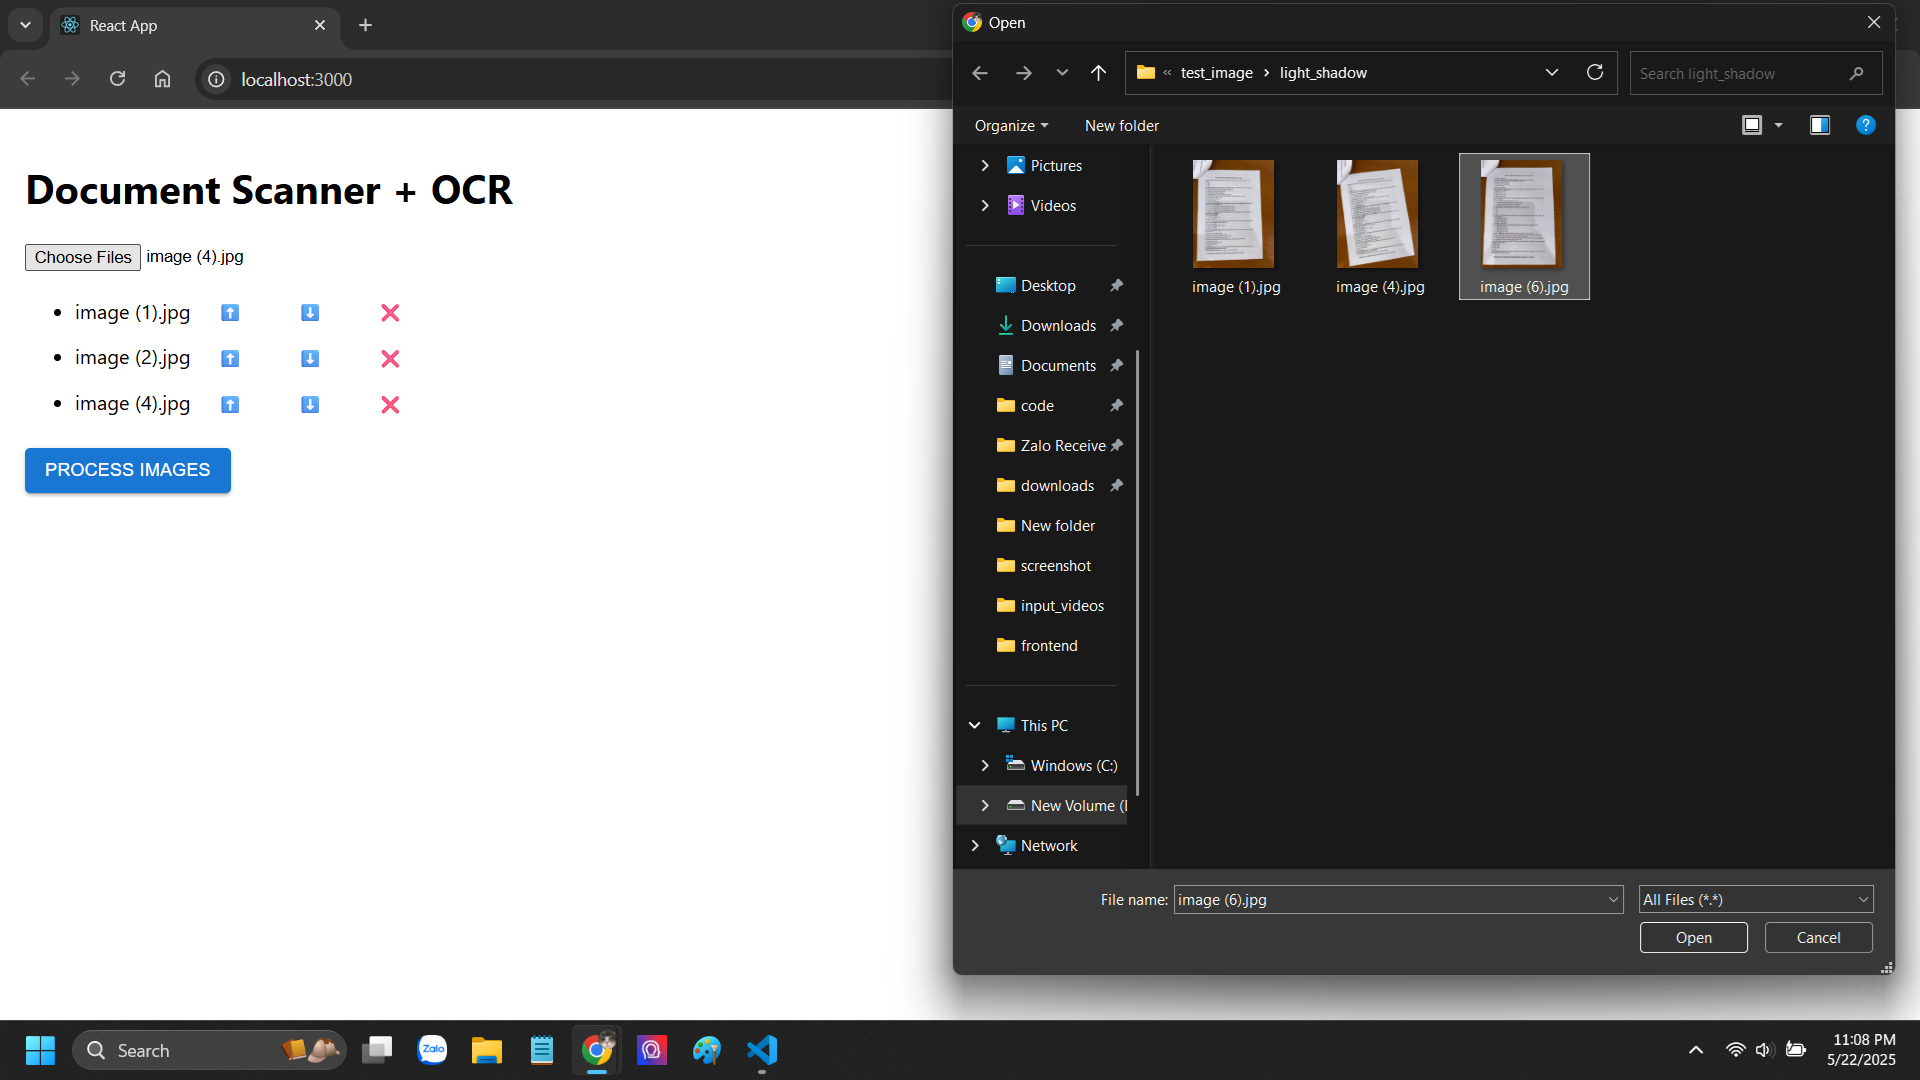 React App
localhost:3000
Document Scanner + OCR
Choose Files image (4).jpg
image (1).jpg
image (2).jpg
image (4).jpg
PROCESS IMAGES
Open
« test_image > light_shadow
Search light_shadow
Organize
New folder
Pictures
Videos
Desktop
Downloads
Documents
code
Zalo Receive
downloads
New folder
screenshot
input_videos
frontend
This PC
Windows (C:)
New Volume (
Network
image (1).jpg
image (4).jpg
image (6).jpg
File name: image (6).jpg
All Files (*.*)
Open
Cancel
Search
Zalo
11:08 PM
5/22/2025